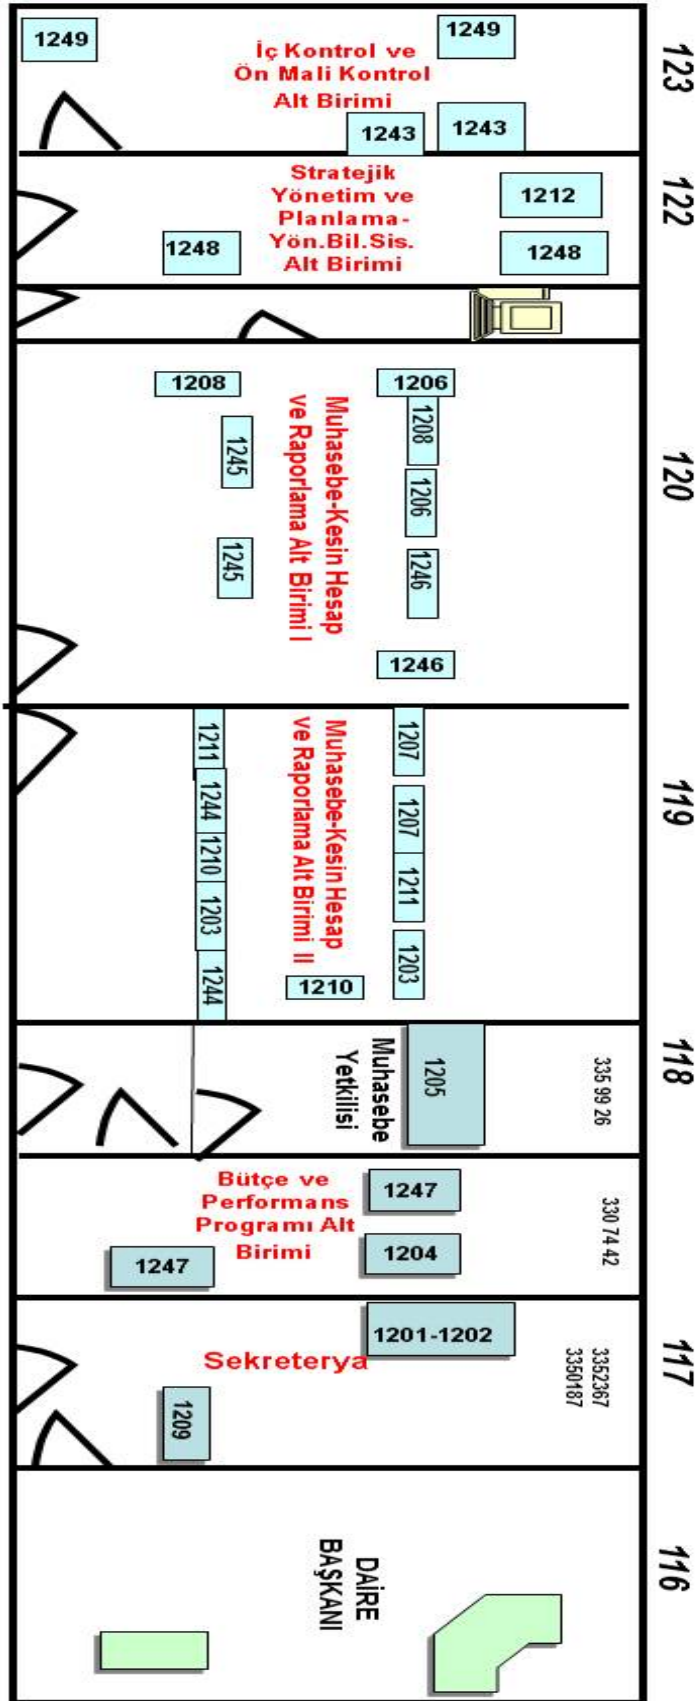 1249
İç Kontrol ve
Ön Mali Kontrol
Alt Birimi
1249
1243
1243
123
Stratejik
Yönetim ve
Planlama-
Yön.Bil.Sis.
Alt Birimi
1248
1212
1248
122
1208
1206
1245
1245
Muhasebe-Kesin Hesap
ve Raporlama Alt Birimi I
1208
1206
1246
1246
120
1211
1244
1210
1203
1244
Muhasebe-Kesin Hesap
ve Raporlama Alt Birimi II
1210
1207
1207
1211
1203
119
Muhasebe
Yetkilisi
1205
335 99 26
118
Bütçe ve
Performans
Programı Alt
Birimi
1247
1247
1204
330 74 42
Sekreterya
1201-1202
1209
3352367
3350187
117
DAİRE
BAŞKANI
116